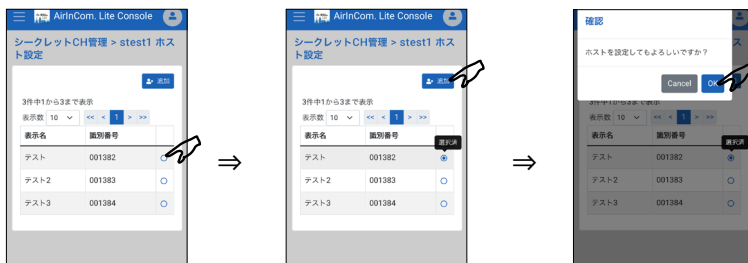 AirInCom. Lite Console
シークレットCH管理 > stest1 ホス
ト設定
追加
3件中1から3まで表示
表示数 10 << < 1 > >>
表示名 識別番号
テスト 001382
テスト2 001383
テスト3 001384
⇒
AirInCom. Lite Console
シークレットCH管理 > stest1 ホス
ト設定
追加
3件中1から3まで表示
表示数 10 << < 1 > >>
表示名 識別番号
選択済
テスト 001382
テスト2 001383
テスト3 001384
⇒
確認
ス
ホストを設定してもよろしいですか？
Cancel OK
3件中1から3まで表示
表示数 10 << < 1 > >>
表示名 識別番号
選択済
テスト 001382
テスト2 001383
テスト3 001384